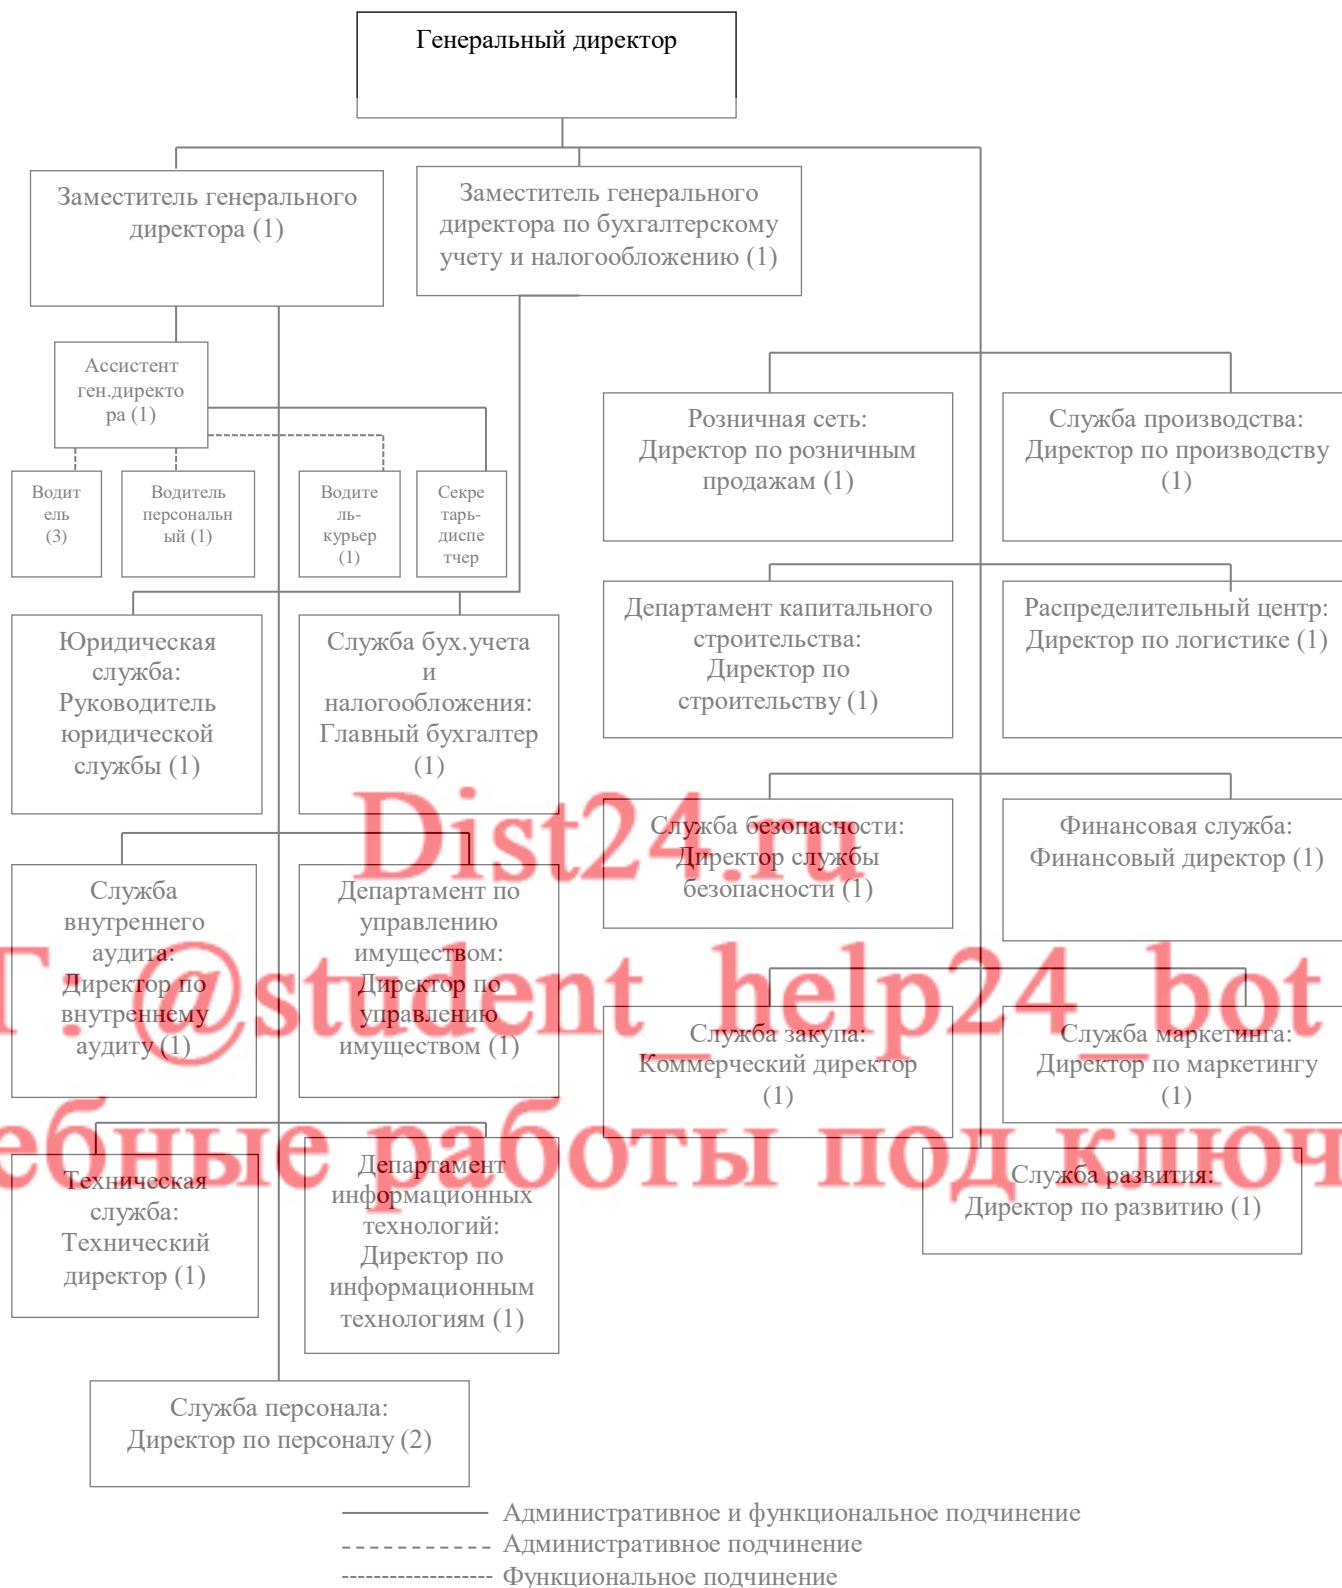 Генеральный директор
Заместитель генерального
директора (1)
Заместитель генерального
директора по бухгалтерскому
учету и налогообложению (1)
Ассистент
ген.директо
ра (1)
Розничная сеть:
Директор по розничным
продажам (1)
Служба производства:
Директор по производству
(1)
Водит
ель
(3)
Водитель
персональн
ый (1)
Водите
ль-
курьер
(1)
Секре
тарь-
диспе
тчер
Департамент капитального
строительства:
Директор по
строительству (1)
Распределительный центр:
Директор по логистике (1)
Юридическая
служба:
Руководитель
юридической
службы (1)
Служба бух.учета
и
налогообложения:
Главный бухгалтер
(1)
Dist24.ru
Служба безопасности:
Директор службы
безопасности (1)
Финансовая служба:
Финансовый директор (1)
Служба
внутреннего
аудита:
Директор по
внутреннему
аудиту (1)
Департамент по
управлению
имуществом:
Директор по
управлению
имуществом (1)
Т: @student_help24_bot
Служба закупа:
Коммерческий директор
(1)
Служба маркетинга:
Директор по маркетингу
(1)
ебные работы под ключ
Техническая
служба:
Технический
директор (1)
Департамент
информационных
технологий:
Директор по
информационным
технологиям (1)
Служба развития:
Директор по развитию (1)
Служба персонала:
Директор по персоналу (2)
Административное и функциональное подчинение
Административное подчинение
Функциональное подчинение